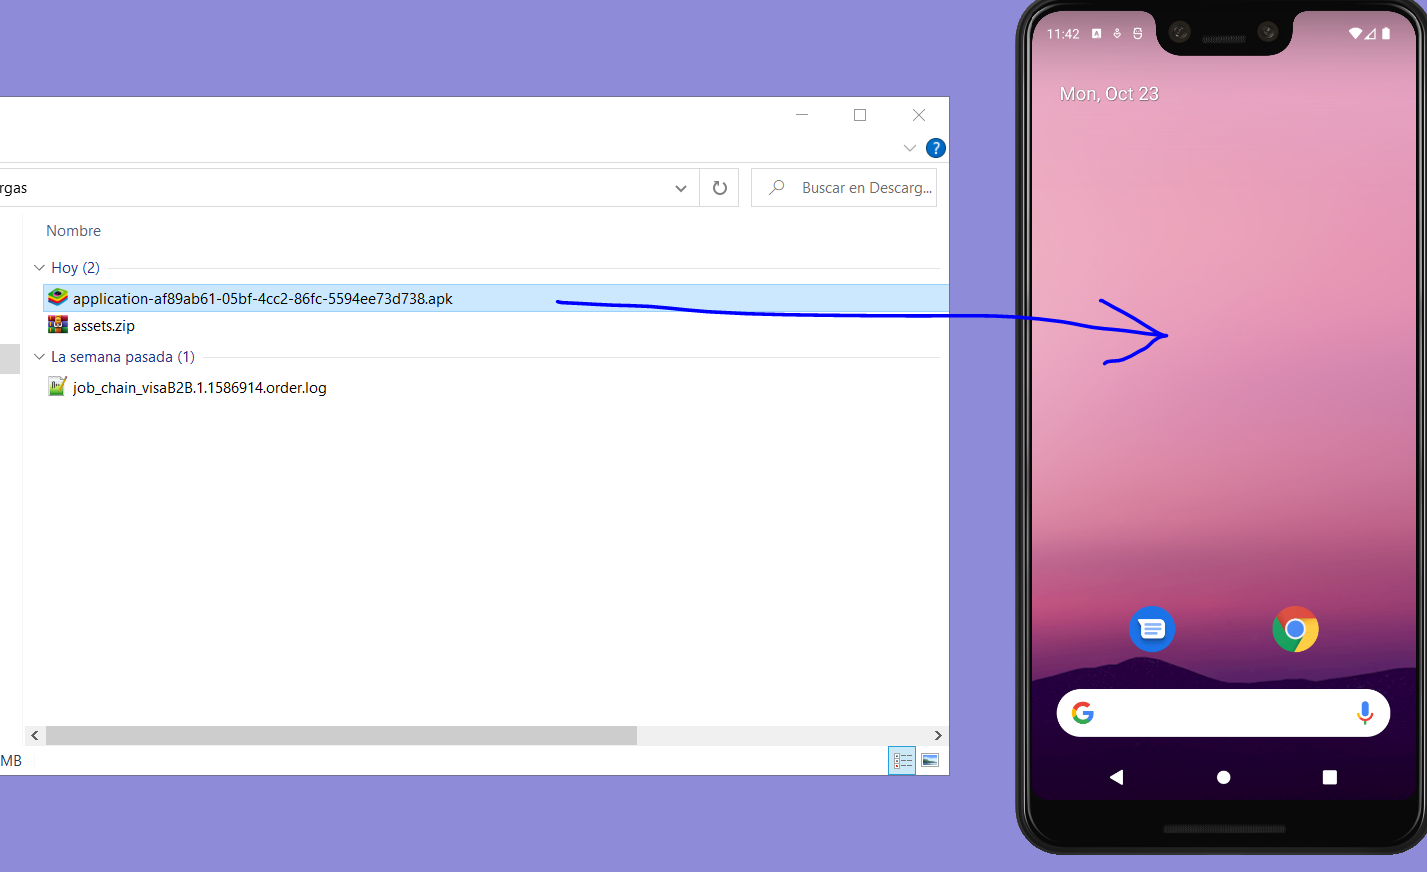 rgas
Buscar en Descarg...
Nombre
Hoy (2)
application-af89ab61-05bf-4cc2-86fc-5594ee73d738.apk
assets.zip
La semana pasada (1)
job_chain_visaB2B.1.1586914.order.log
MB
11:42
Mon, Oct 23